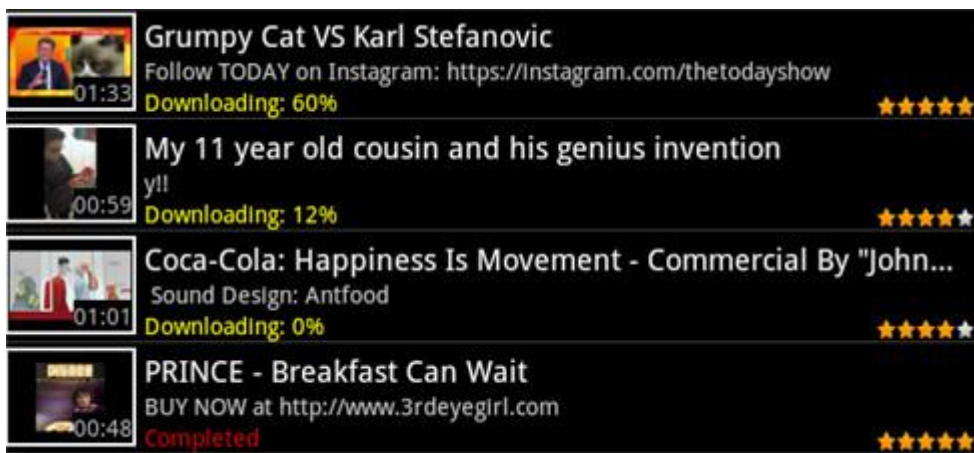 Grumpy Cat VS Karl Stefanovic
Follow TODAY on Instagram: https://instagram.com/thetodayshow
01:33
Downloading: 60%
My 11 year old cousin and his genius invention
y!!
00:59
Downloading: 12%
Coca-Cola: Happiness Is Movement - Commercial By "John...
Sound Design: Antfood
01:01
Downloading: 0%
PRINCE - Breakfast Can Wait
BUY NOW at http://www.3rdeyegirl.com
00:48
Completed